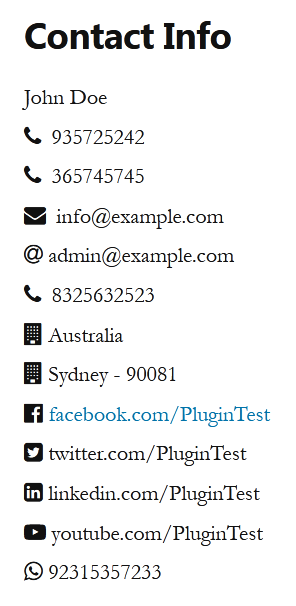 Contact Info
John Doe
935725242
365745745
info@example.com
admin@example.com
8325632523
Australia
Sydney - 90081
facebook.com/PluginTest
twitter.com/PluginTest
linkedin.com/PluginTest
youtube.com/PluginTest
92315357233